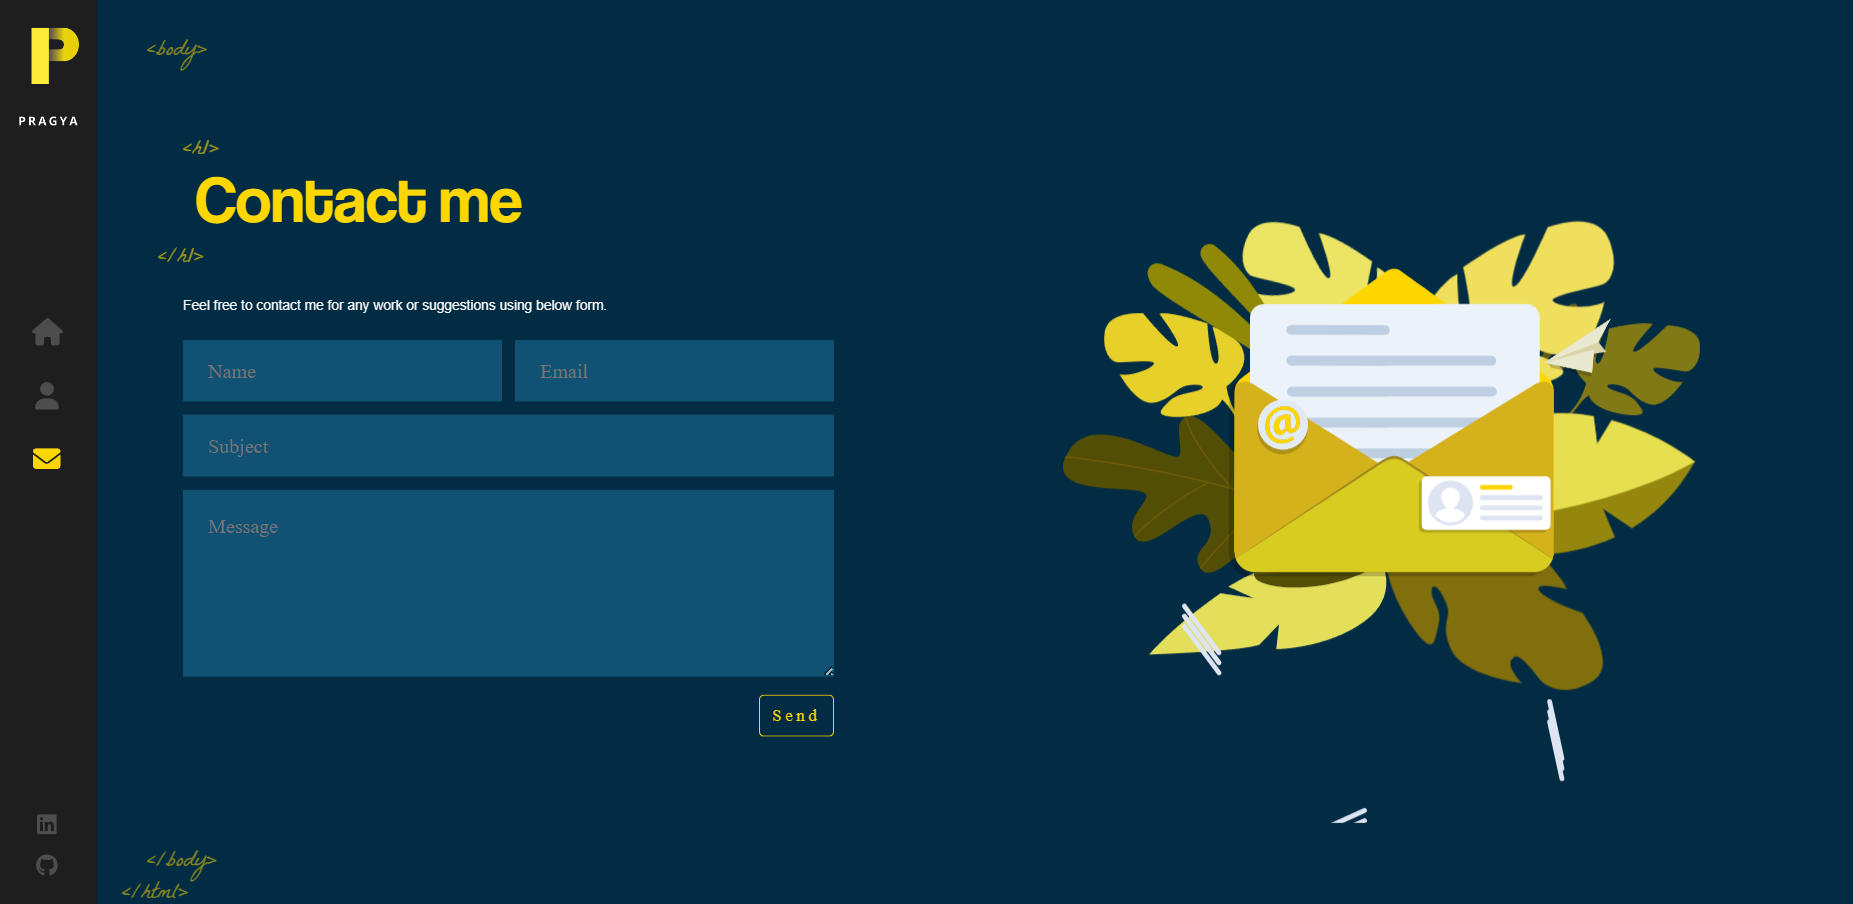 P
PRAGYA
<body>
<h1>
Contact me
</h1>
Feel free to contact me for any work or suggestions using below form.
Name
Email
Subject
Message
Send
@
in
</body>
</html>